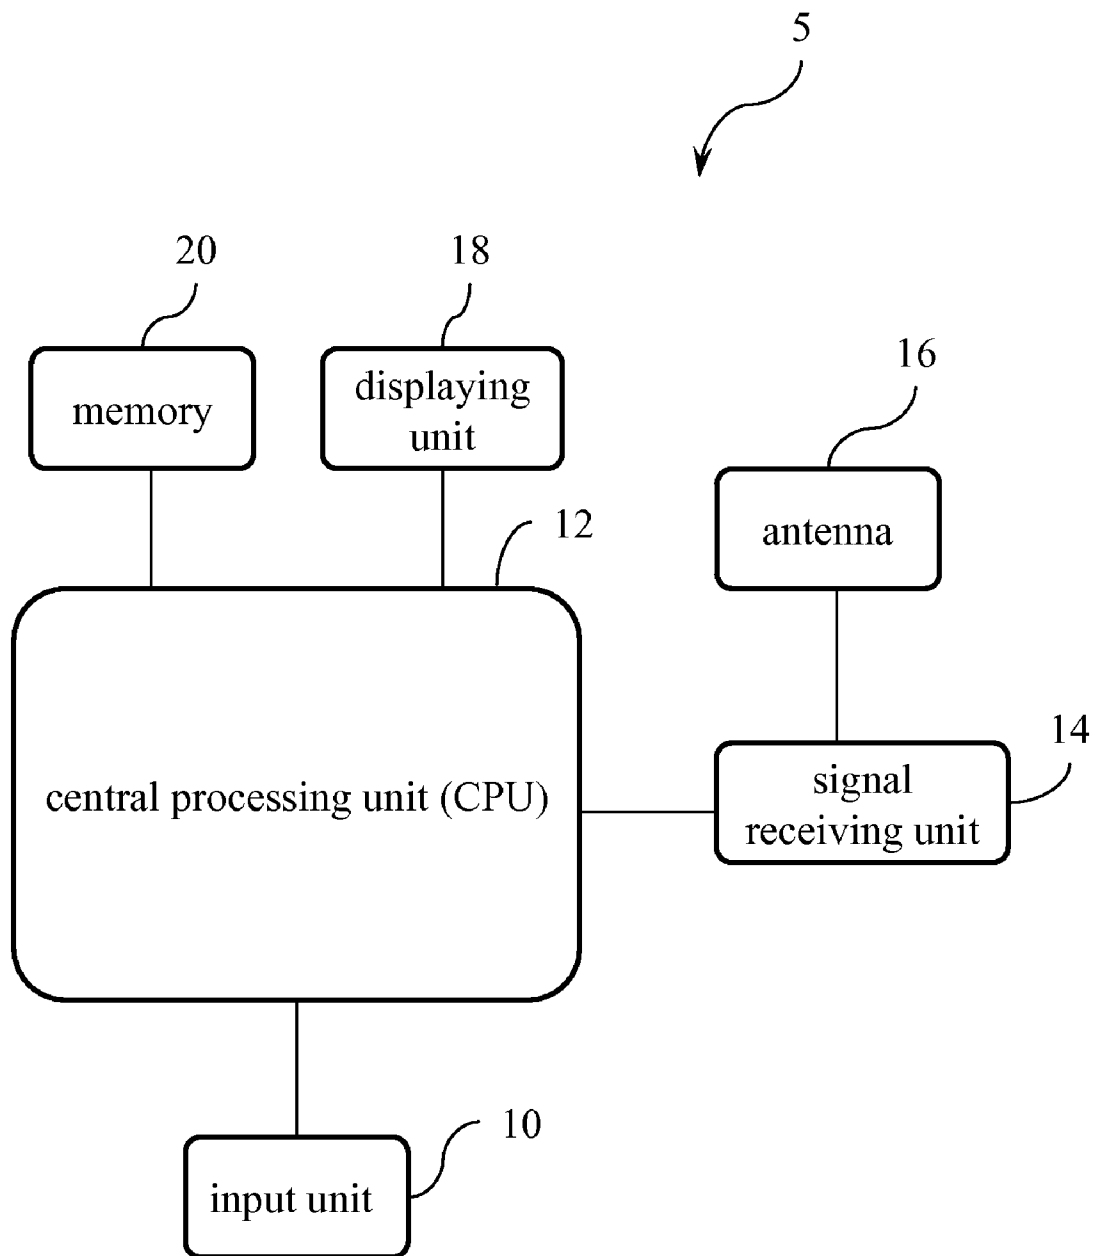 5
20
18
memory
displaying
unit
16
antenna
12
central processing unit (CPU)
14
signal
receiving unit
10
input unit